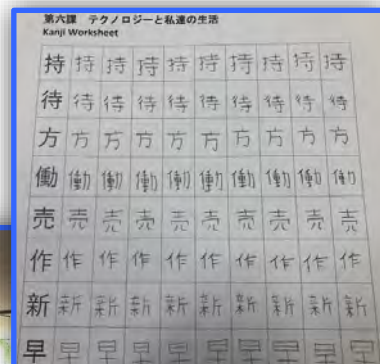 第六課 テクノロジーと私達の生活
Kanji Worksheet
持 持 持 持 持 持 持 持 持 持
待 待 待 待 待 待 待 待 待 待
方 方 方 方 方 方 方 方 方 方
働 働 働 働 働 働 働 働 働 働
売 売 売 売 売 売 売 売 売 売
作 作 作 作 作 作 作 作 作 作
新 新 新 新 新 新 新 新 新 新
早 早 早 早 早 早 早 早 早 早